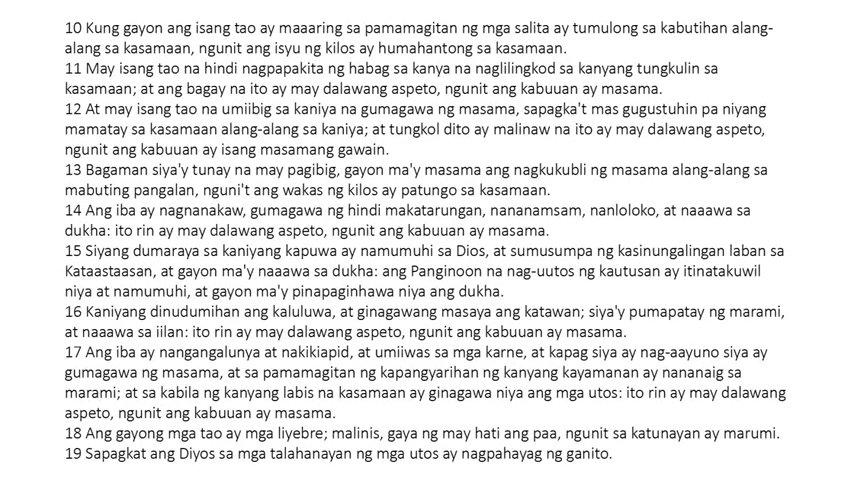 10 Kung gayon ang isang tao ay maaaring sa pamamagitan ng mga salita ay tumulong sa kabutihan alang-
alang sa kasamaan, ngunit ang isyu ng kilos ay humahantong sa kasamaan.
11 May isang tao na hindi nagpapakita ng habag sa kanya na naglilingkod sa kanyang tungkulin sa
kasamaan; at ang bagay na ito ay may dalawang aspeto, ngunit ang kabuuan ay masama.
12 At may isang tao na umiibig sa kaniya na gumagawa ng masama, sapagka't mas gugustuhin pa niyang
mamatay sa kasamaan alang-alang sa kaniya; at tungkol dito ay malinaw na ito ay may dalawang aspeto,
ngunit ang kabuuan ay isang masamang gawain.
13 Bagaman siya'y tunay na may pagibig, gayon ma'y masama ang nagkukubli ng masama alang-alang sa
mabuting pangalan, nguni't ang wakas ng kilos ay patungo sa kasamaan.
14 Ang iba ay nagnanakaw, gumagawa ng hindi makatarungan, nananamsam, nanloloko, at naaawa sa
dukha: ito rin ay may dalawang aspeto, ngunit ang kabuuan ay masama.
15 Siyang dumaraya sa kaniyang kapuwa ay namumuhi sa Dios, at sumusumpa ng kasinungalingan laban sa
Kataastaasan, at gayon ma'y naaawa sa dukha: ang Panginoon na nag-uutos ng kautusan ay itinatakuwil
niya at namumuhi, at gayon ma'y pinapaginhawa niya ang dukha.
16 Kaniyang dinudumihan ang kaluluwa, at ginagawang masaya ang katawan; siya'y pumapatay ng marami,
at naaawa sa iilan: ito rin ay may dalawang aspeto, ngunit ang kabuuan ay masama.
17 Ang iba ay nangangalunya at nakikiapid, at umiiwas sa mga karne, at kapag siya ay nag-aayuno siya ay
gumagawa ng masama, at sa pamamagitan ng kapangyarihan ng kanyang kayamanan ay nananaig sa
marami; at sa kabila ng kanyang labis na kasamaan ay ginagawa niya ang mga utos: ito rin ay may dalawang
aspeto, ngunit ang kabuuan ay masama.
18 Ang gayong mga tao ay mga liyebre; malinis, gaya ng may hati ang paa, ngunit sa katunayan ay marumi.
19 Sapagkat ang Diyos sa mga talahanayan ng mga utos ay nagpahayag ng ganito.